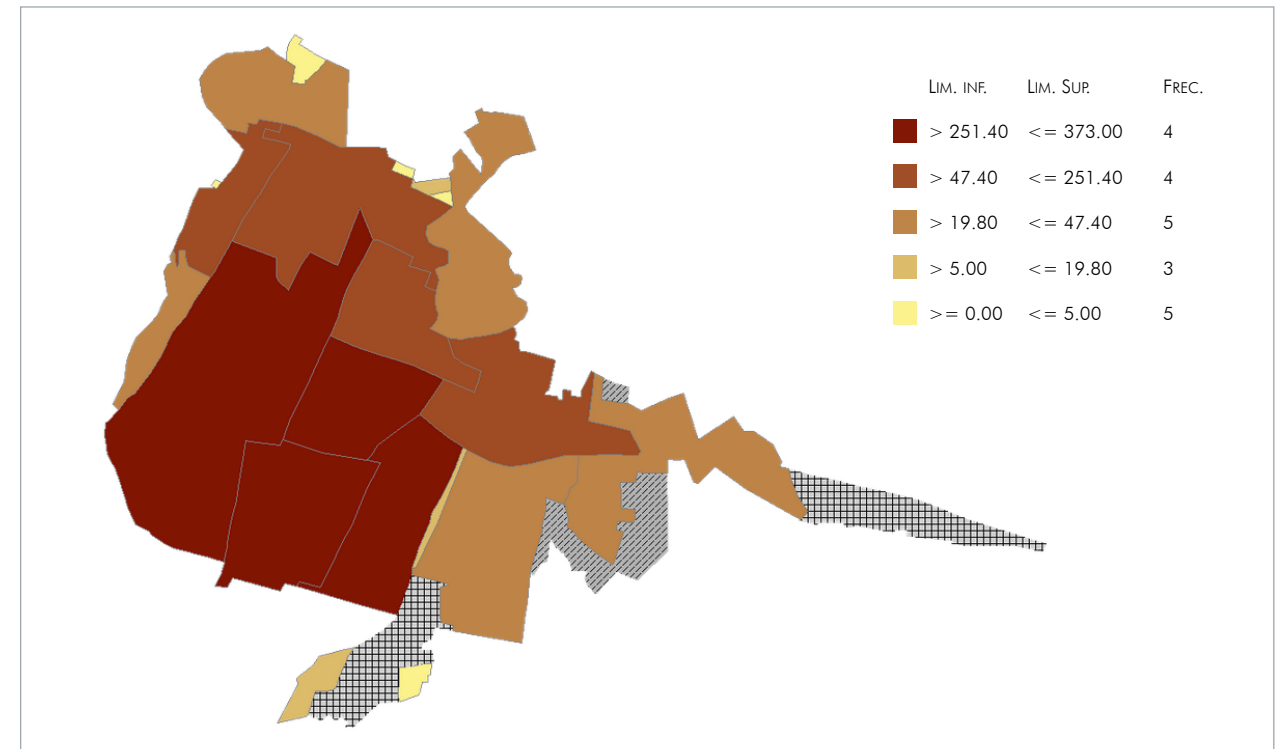 LIM. INF. LIM. SUP. FREC.
> 251.40 <= 373.00 4
> 47.40 <= 251.40 4
> 19.80 <= 47.40 5
> 5.00 <= 19.80 3
>= 0.00 <= 5.00 5